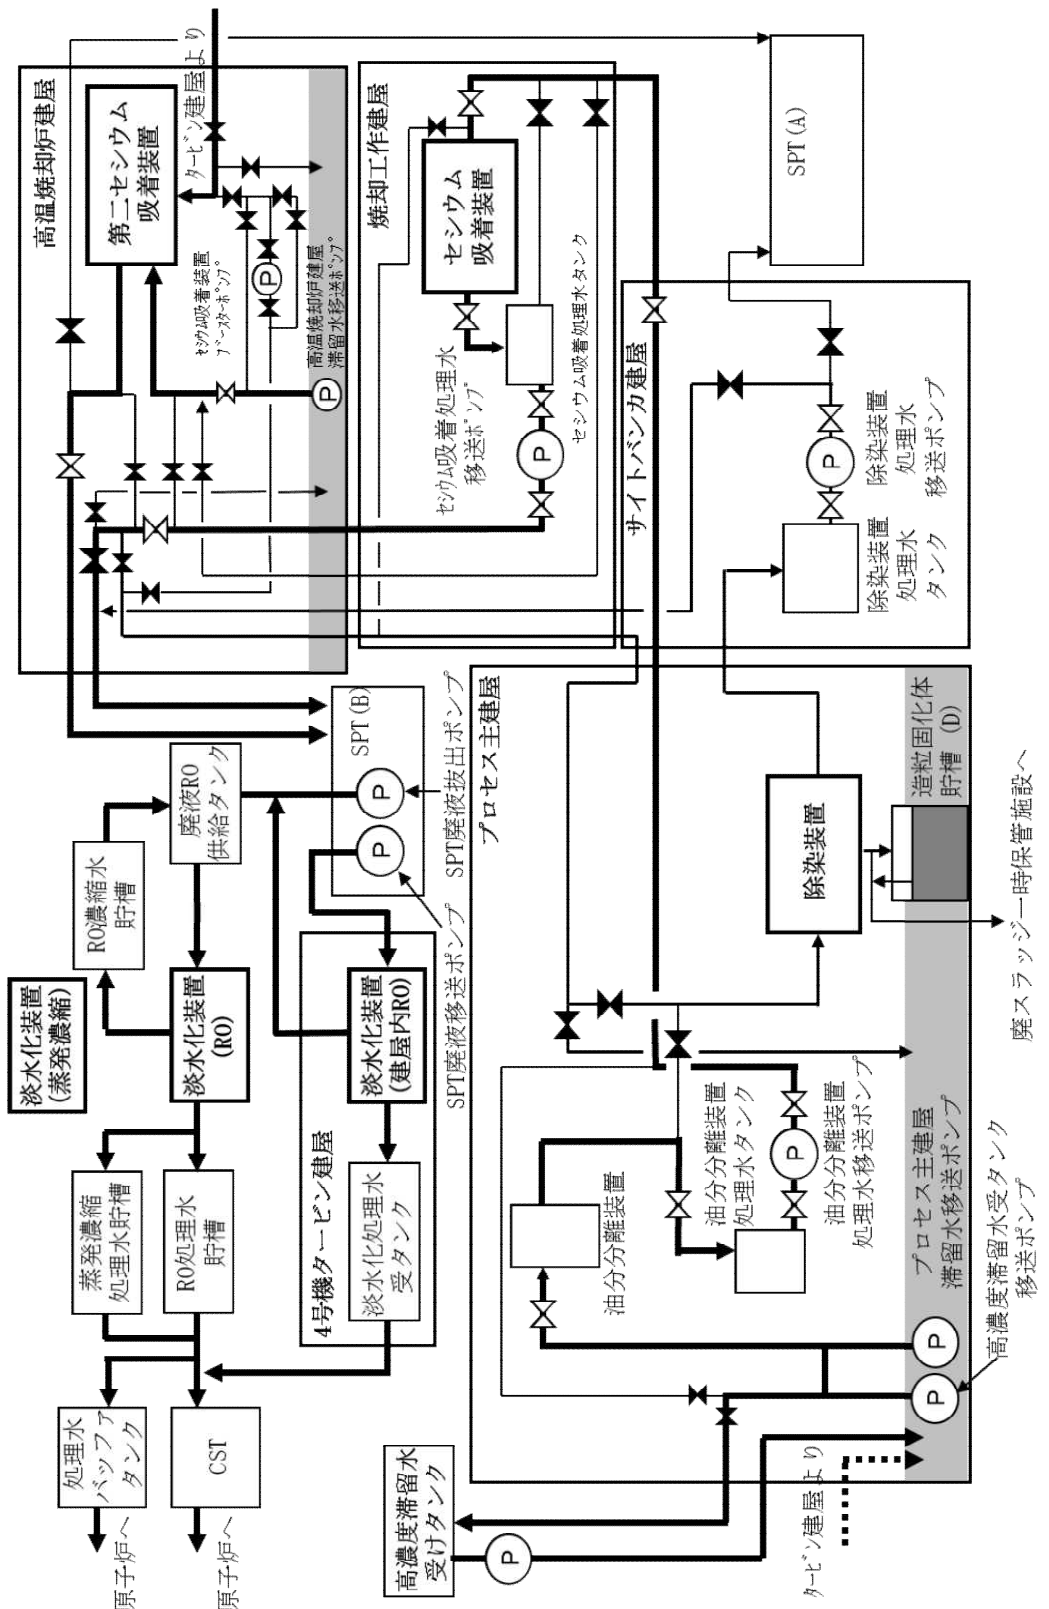 高温焼却炉建屋
第二セシウム
吸着装置
タービン建屋より
セシウム吸着装置
ブースターポンプ
高温焼却炉建屋
滞留水移送ポンプ
P
P
焼却工作建屋
セシウム
吸着装置
セシウム吸着処理水
移送ポンプ
セシウム吸着処理水タンク
P
SPT(A)
サイトバンカ建屋
除染装置
処理水
移送ポンプ
P
除染装置
処理水
タンク
SPT(B)
P
P
SPT廃液抜出ポンプ
SPT廃液移送ポンプ
廃液RO
供給タンク
RO濃縮水
貯槽
淡水化装置
(蒸発濃縮)
淡水化装置
(RO)
蒸発濃縮
処理水貯槽
RO処理水
貯槽
4号機タービン建屋
淡水化装置
(建屋内RO)
淡水化処理水
受タンク
処理水
バッファ
タンク
CST
原子炉へ
原子炉へ
プロセス主建屋
除染装置
造粒固化体
貯槽(D)
廃スラッジ一時保管施設へ
油分分離装置
油分分離装置
処理水タンク
油分分離装置
処理水移送ポンプ
P
プロセス主建屋
滞留水移送ポンプ
P
P
高濃度滞留水受タンク
移送ポンプ
高濃度滞留水
受けタンク
P
タービン建屋より